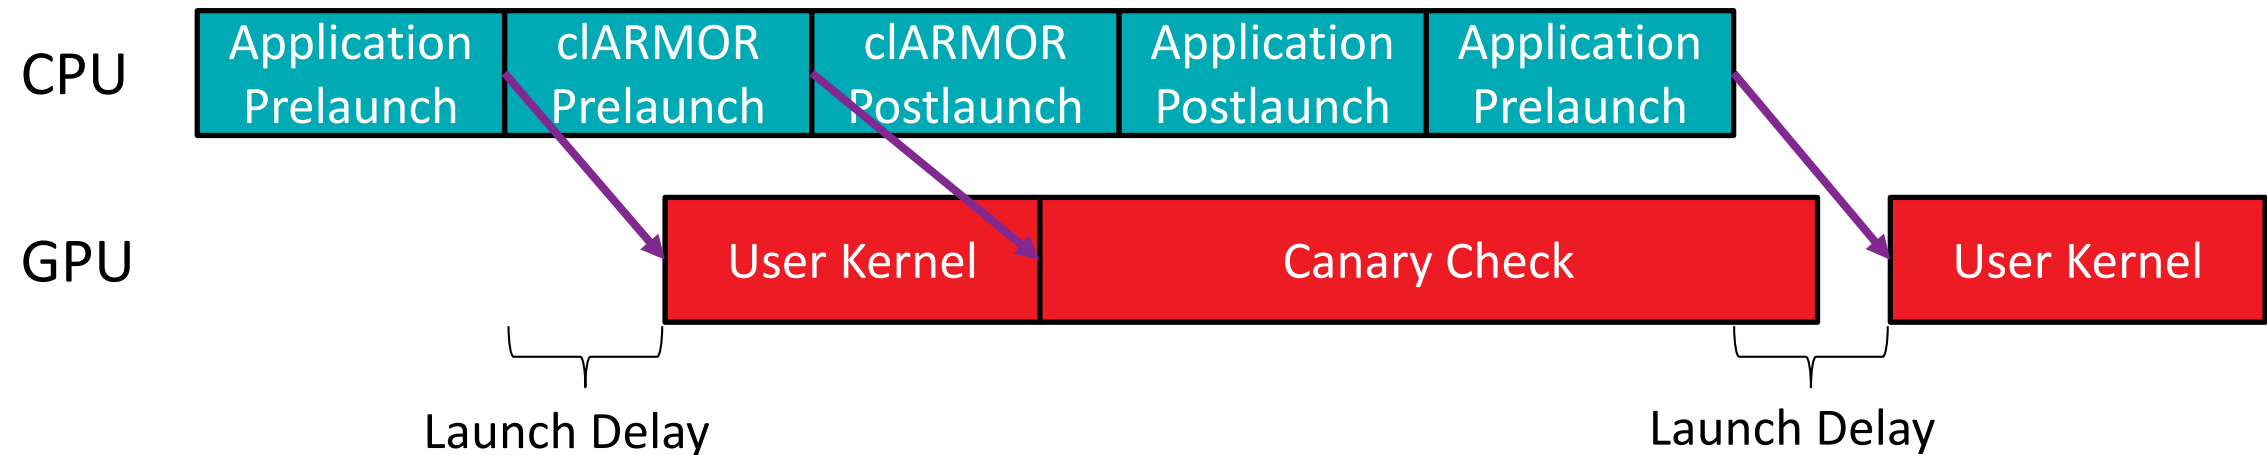 CPU
Application
Prelaunch
clARMOR
Prelaunch
clARMOR
Postlaunch
Application
Postlaunch
Application
Prelaunch
GPU
User Kernel
Canary Check
User Kernel
Launch Delay
Launch Delay